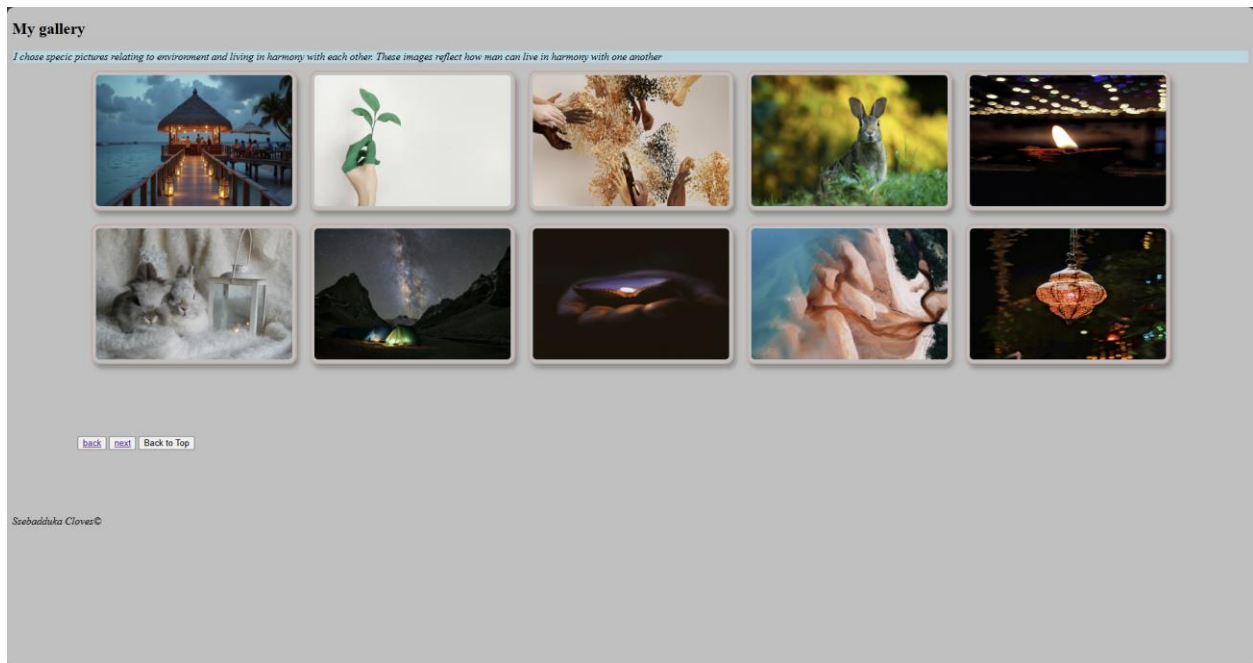 My gallery
I chose specic pictures relating to environment and living in harmony with each other. These images reflect how man can live in harmony with one another
back next Back to Top
Ssebadduka Cloves©